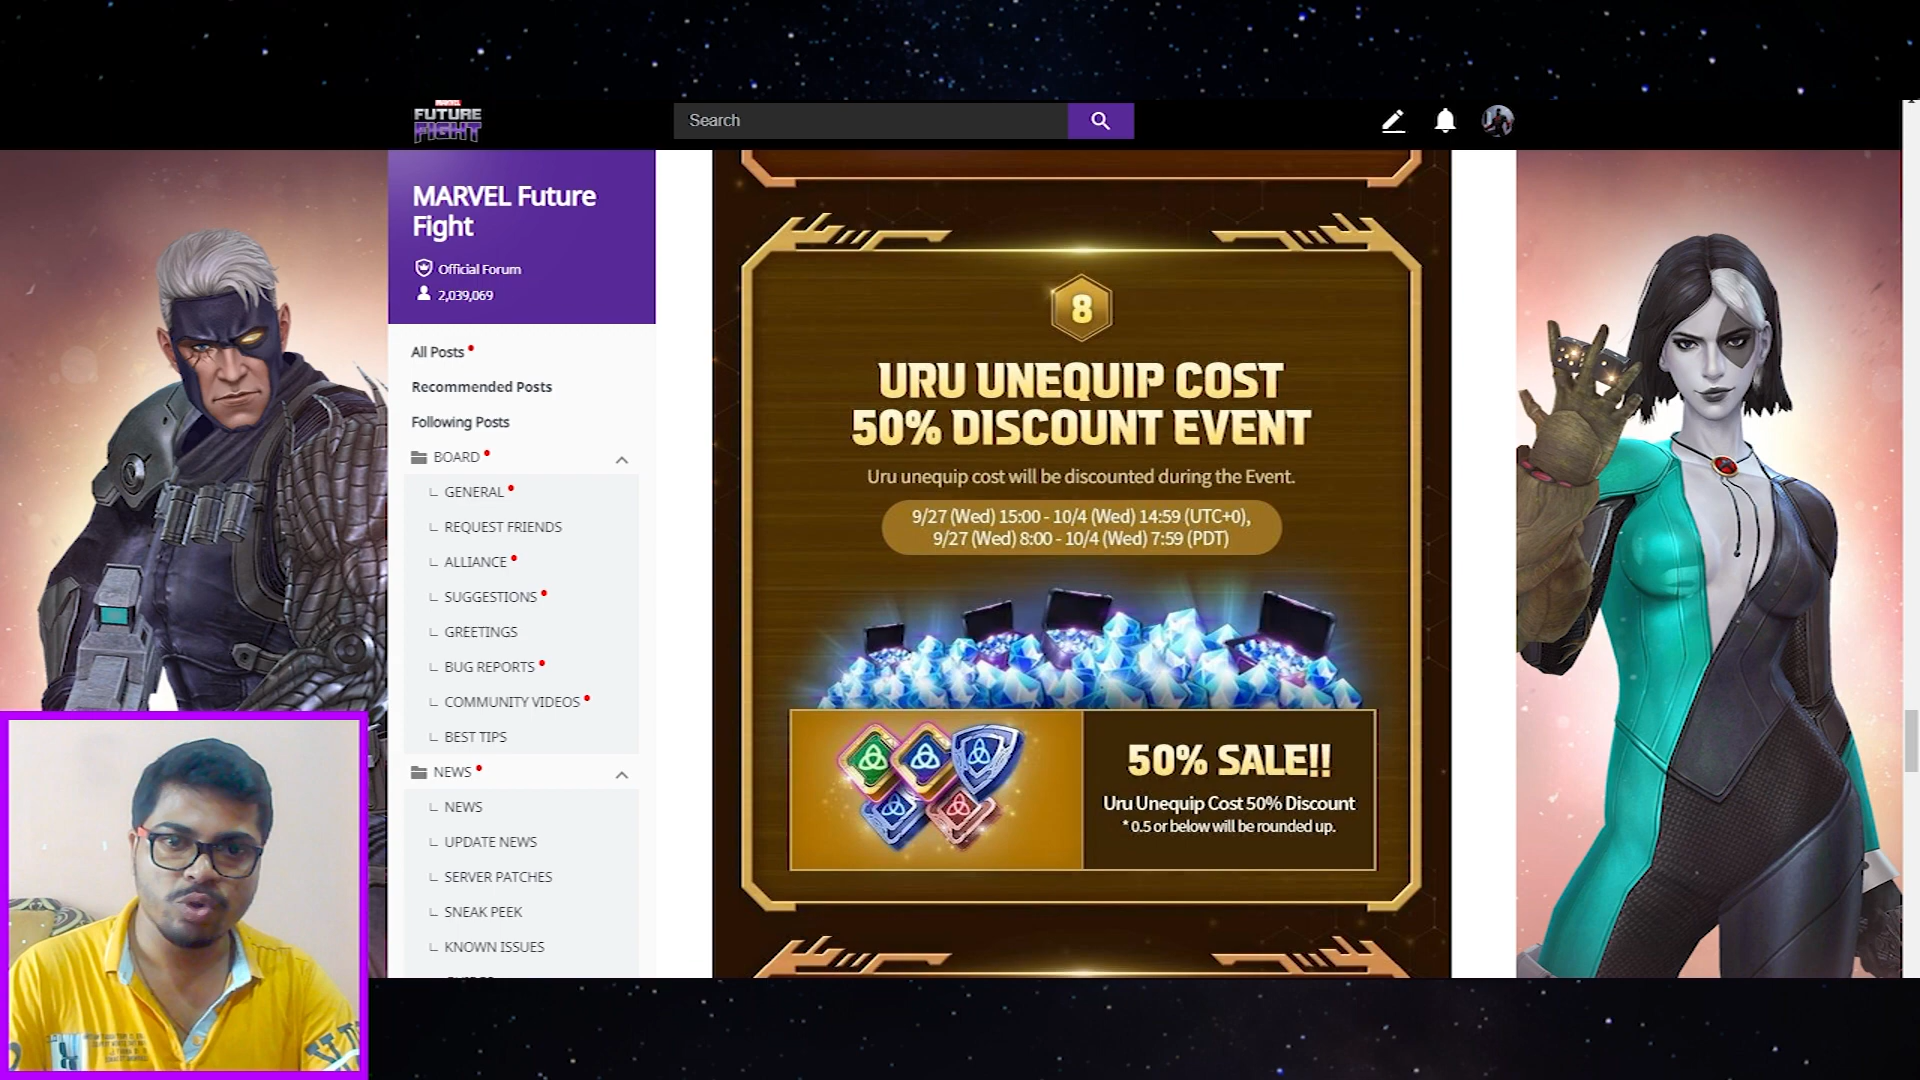 MARVEL
FUTURE
FIGHT
Search
MARVEL Future
Fight
Official Forum
2,039,069
All Posts
Recommended Posts
Following Posts
BOARD
GENERAL
REQUEST FRIENDS
ALLIANCE
SUGGESTIONS
GREETINGS
BUG REPORTS
COMMUNITY VIDEOS
BEST TIPS
NEWS
NEWS
UPDATE NEWS
SERVER PATCHES
SNEAK PEEK
KNOWN ISSUES
8
URU UNEQUIP COST
50% DISCOUNT EVENT
Uru unequip cost will be discounted during the Event.
9/27 (Wed) 15:00 - 10/4 (Wed) 14:59 (UTC+0),
9/27 (Wed) 8:00 - 10/4 (Wed) 7:59 (PDT)
50% SALE!!
Uru Unequip Cost 50% Discount
* 0.5 or below will be rounded up.